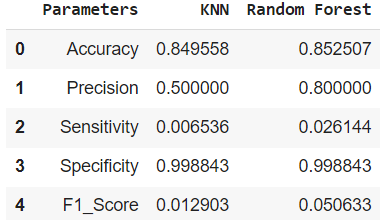 Parameters KNN Random Forest
0 Accuracy 0.849558 0.852507
1 Precision 0.500000 0.800000
2 Sensitivity 0.006536 0.026144
3 Specificity 0.998843 0.998843
4 F1_Score 0.012903 0.050633